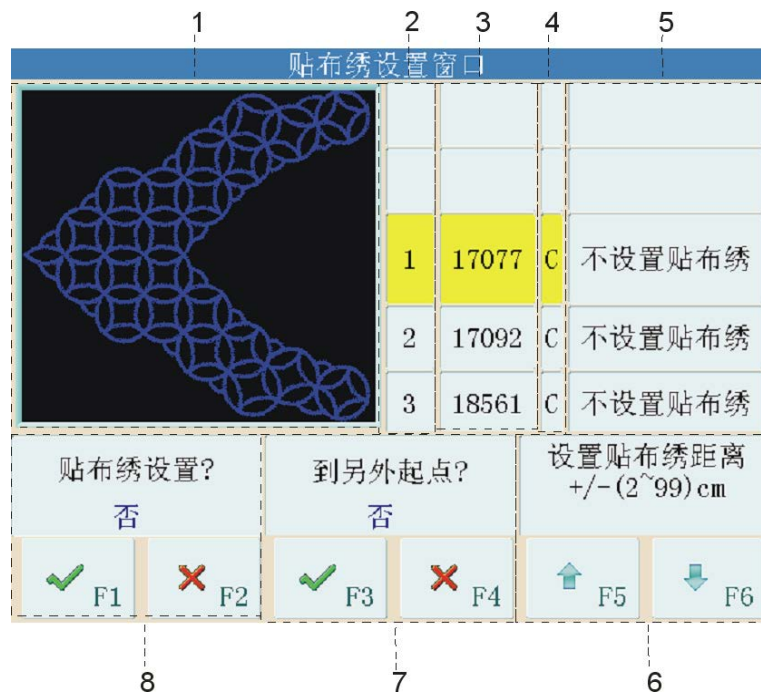 1 2 3 4 5
贴布绣设置窗口
1 17077 C 不设置贴布绣
2 17092 C 不设置贴布绣
3 18561 C 不设置贴布绣
贴布绣设置?
否
到另外起点?
否
设置贴布绣距离
+/-(2~99)cm
F1 F2 F3 F4 F5 F6
8 7 6